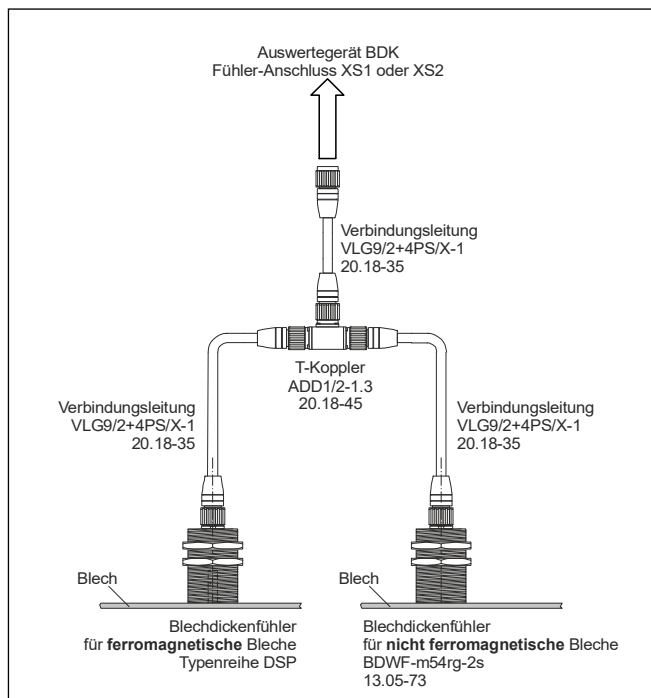 Auswertegerät BDK
Fühler-Anschluss XS1 oder XS2
Verbindungsleitung
VLG9/2+4PS/X-1
20.18-35
T-Koppler
ADD1/2-1.3
20.18-45
Verbindungsleitung
VLG9/2+4PS/X-1
20.18-35
Verbindungsleitung
VLG9/2+4PS/X-1
20.18-35
Blech
Blechdickenfühler
für ferromagnetische Bleche
Typenreihe DSP
Blech
Blechdickenfühler
für nicht ferromagnetische Bleche
BDWF-m54rg-2s
13.05-73